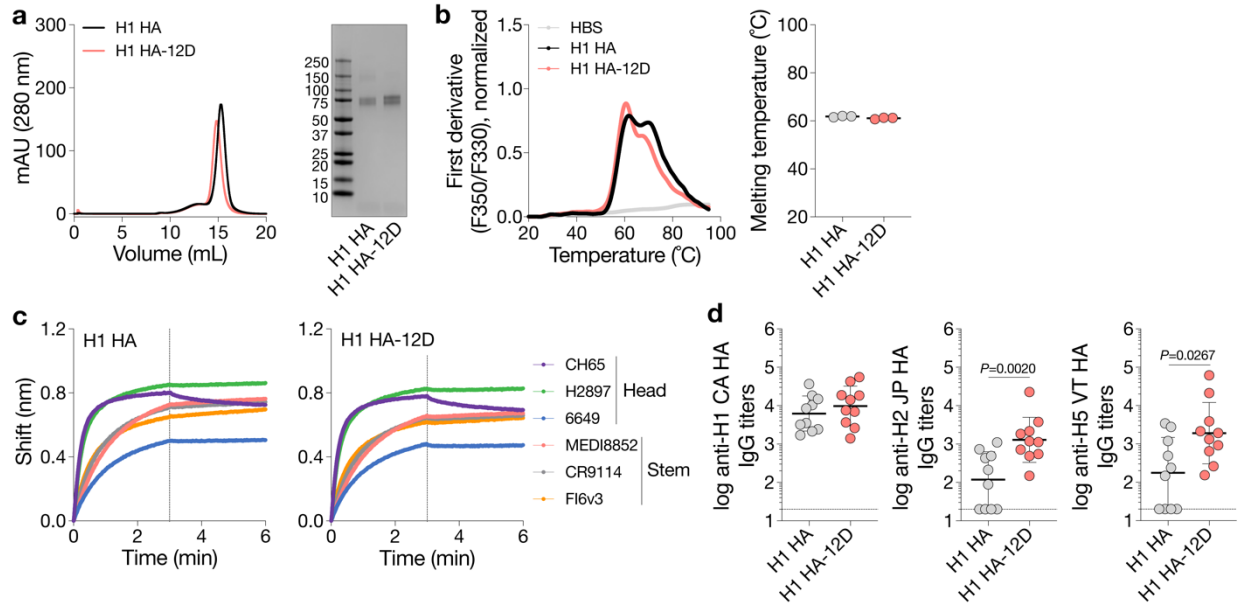 a
H1 HA
H1 HA-12D
mAU (280 nm)
300
200
100
0
0
5
10
15
20
Volume (mL)
250
150
100
75
50
37
25
20
15
10
H1 HA
H1 HA-12D
b
HBS
H1 HA
H1 HA-12D
First derivative
(F350/F330), normalized
1.5
1.0
0.5
0.0
20
40
60
80
100
Temperature (°C)
Melting temperature (°C)
100
80
60
40
20
H1 HA
H1 HA-12D
c
H1 HA
Shift (nm)
1.2
0.8
0.4
0.0
0
2
4
6
Time (min)
H1 HA-12D
1.2
0.8
0.4
0.0
0
2
4
6
Time (min)
CH65
H2897
6649
Head
MEDI8852
CR9114
FI6v3
Stem
d
log anti-H1 CA HA
IgG titers
6
5
4
3
2
1
H1 HA
H1 HA-12D
log anti-H2 JP HA
IgG titers
6
5
4
3
2
1
P=0.0020
H1 HA
H1 HA-12D
log anti-H5 VT HA
IgG titers
6
5
4
3
2
1
P=0.0267
H1 HA
H1 HA-12D